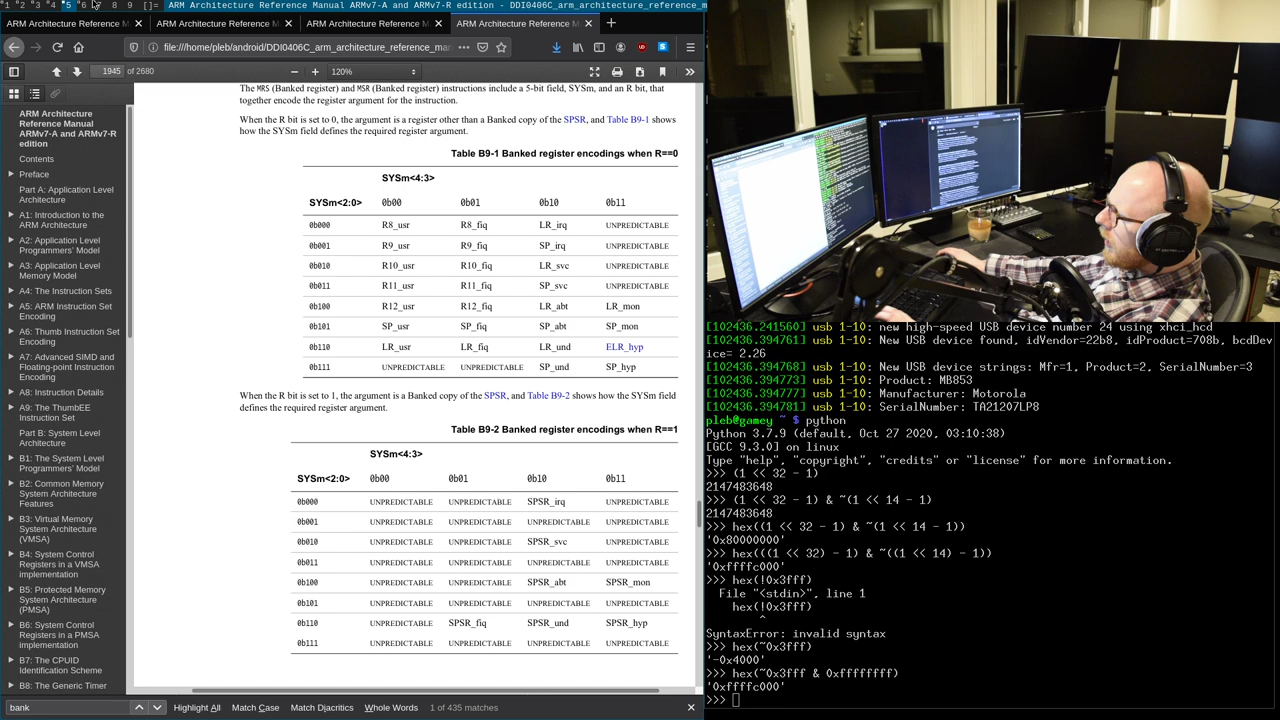 1 2 3 4 5 6 7 8 9 []= ARM Architecture Reference Manual ARMv7-A and ARMv7-R edition - DDI0406C_arm_architecture_reference_m
ARM Architecture Reference M ARM Architecture Reference M ARM Architecture Reference M ARM Architecture Reference M
file:///home/pleb/android/DDI0406C_arm_architecture_reference_ma
1945 of 2680
120%
ARM Architecture
Reference Manual
ARMv7-A and ARMv7-R
edition
Contents
Preface
Part A: Application Level
Architecture
A1: Introduction to the
ARM Architecture
A2: Application Level
Programmers' Model
A3: Application Level
Memory Model
A4: The Instruction Sets
A5: ARM Instruction Set
Encoding
A6: Thumb Instruction Set
Encoding
A7: Advanced SIMD and
Floating-point Instruction
Encoding
A8: Instruction Details
A9: The ThumbEE
Instruction Set
Part B: System Level
Architecture
B1: The System Level
Programmers' Model
B2: Common Memory
System Architecture
Features
B3: Virtual Memory
System Architecture
(VMSA)
B4: System Control
Registers in a VMSA
implementation
B5: Protected Memory
System Architecture
(PMSA)
B6: System Control
Registers in a PMSA
implementation
B7: The CPUID
Identification Scheme
B8: The Generic Timer
The MRS (Banked register) and MSR (Banked register) instructions include a 5-bit field, SYSm, and an R bit, that
together encode the register argument for the instruction.
When the R bit is set to 0, the argument is a register other than a Banked copy of the SPSR, and Table B9-1 shows
how the SYSm field defines the required register argument.
Table B9-1 Banked register encodings when R==0
SYSm<4:3>
SYSm<2:0> 0b00 0b01 0b10 0b11
0b000 R8_usr R8_fiq LR_irq UNPREDICTABLE
0b001 R9_usr R9_fiq SP_irq UNPREDICTABLE
0b010 R10_usr R10_fiq LR_svc UNPREDICTABLE
0b011 R11_usr R11_fiq SP_svc UNPREDICTABLE
0b100 R12_usr R12_fiq LR_abt LR_mon
0b101 SP_usr SP_fiq SP_abt SP_mon
0b110 LR_usr LR_fiq LR_und ELR_hyp
0b111 UNPREDICTABLE UNPREDICTABLE SP_und SP_hyp
When the R bit is set to 1, the argument is a Banked copy of the SPSR, and Table B9-2 shows how the SYSm field
defines the required register argument.
Table B9-2 Banked register encodings when R==1
SYSm<4:3>
SYSm<2:0> 0b00 0b01 0b10 0b11
0b000 UNPREDICTABLE UNPREDICTABLE SPSR_irq UNPREDICTABLE
0b001 UNPREDICTABLE UNPREDICTABLE UNPREDICTABLE UNPREDICTABLE
0b010 UNPREDICTABLE UNPREDICTABLE SPSR_svc UNPREDICTABLE
0b011 UNPREDICTABLE UNPREDICTABLE UNPREDICTABLE UNPREDICTABLE
0b100 UNPREDICTABLE UNPREDICTABLE SPSR_abt SPSR_mon
0b101 UNPREDICTABLE UNPREDICTABLE UNPREDICTABLE UNPREDICTABLE
0b110 UNPREDICTABLE SPSR_fiq SPSR_und SPSR_hyp
0b111 UNPREDICTABLE UNPREDICTABLE UNPREDICTABLE UNPREDICTABLE
bank Highlight All Match Case Match Diacritics Whole Words 1 of 435 matches
[102436.241560] usb 1-10: new high-speed USB device number 24 using xhci_hcd
[102436.394761] usb 1-10: New USB device found, idVendor=22b8, idProduct=708b, bcdDev
ice= 2.26
[102436.394768] usb 1-10: New USB device strings: Mfr=1, Product=2, SerialNumber=3
[102436.394773] usb 1-10: Product: MB853
[102436.394777] usb 1-10: Manufacturer: Motorola
[102436.394781] usb 1-10: SerialNumber: TA21207LP8
pleb@gamey ~ $ python
Python 3.7.9 (default, Oct 27 2020, 03:10:38)
[GCC 9.3.0] on linux
Type "help", "copyright", "credits" or "license" for more information.
>>> (1 << 32 - 1)
2147483648
>>> (1 << 32 - 1) & ~(1 << 14 - 1)
2147483648
>>> hex((1 << 32 - 1) & ~(1 << 14 - 1))
'0x80000000'
>>> hex(((1 << 32) - 1) & ~((1 << 14) - 1))
'0xffffc000'
>>> hex(!0x3fff)
File "<stdin>", line 1
hex(!0x3fff)
^
SyntaxError: invalid syntax
>>> hex(~0x3fff)
'-0x4000'
>>> hex(~0x3fff & 0xffffffff)
'0xffffc000'
>>>